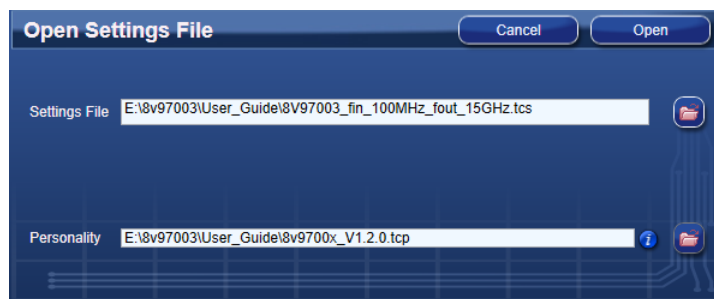 Open Settings File
Cancel
Open
Settings File
E:\8v97003\User_Guide\8V97003_fin_100MHz_fout_15GHz.tcs
Personality
E:\8v97003\User_Guide\8v9700x_V1.2.0.tcp
i